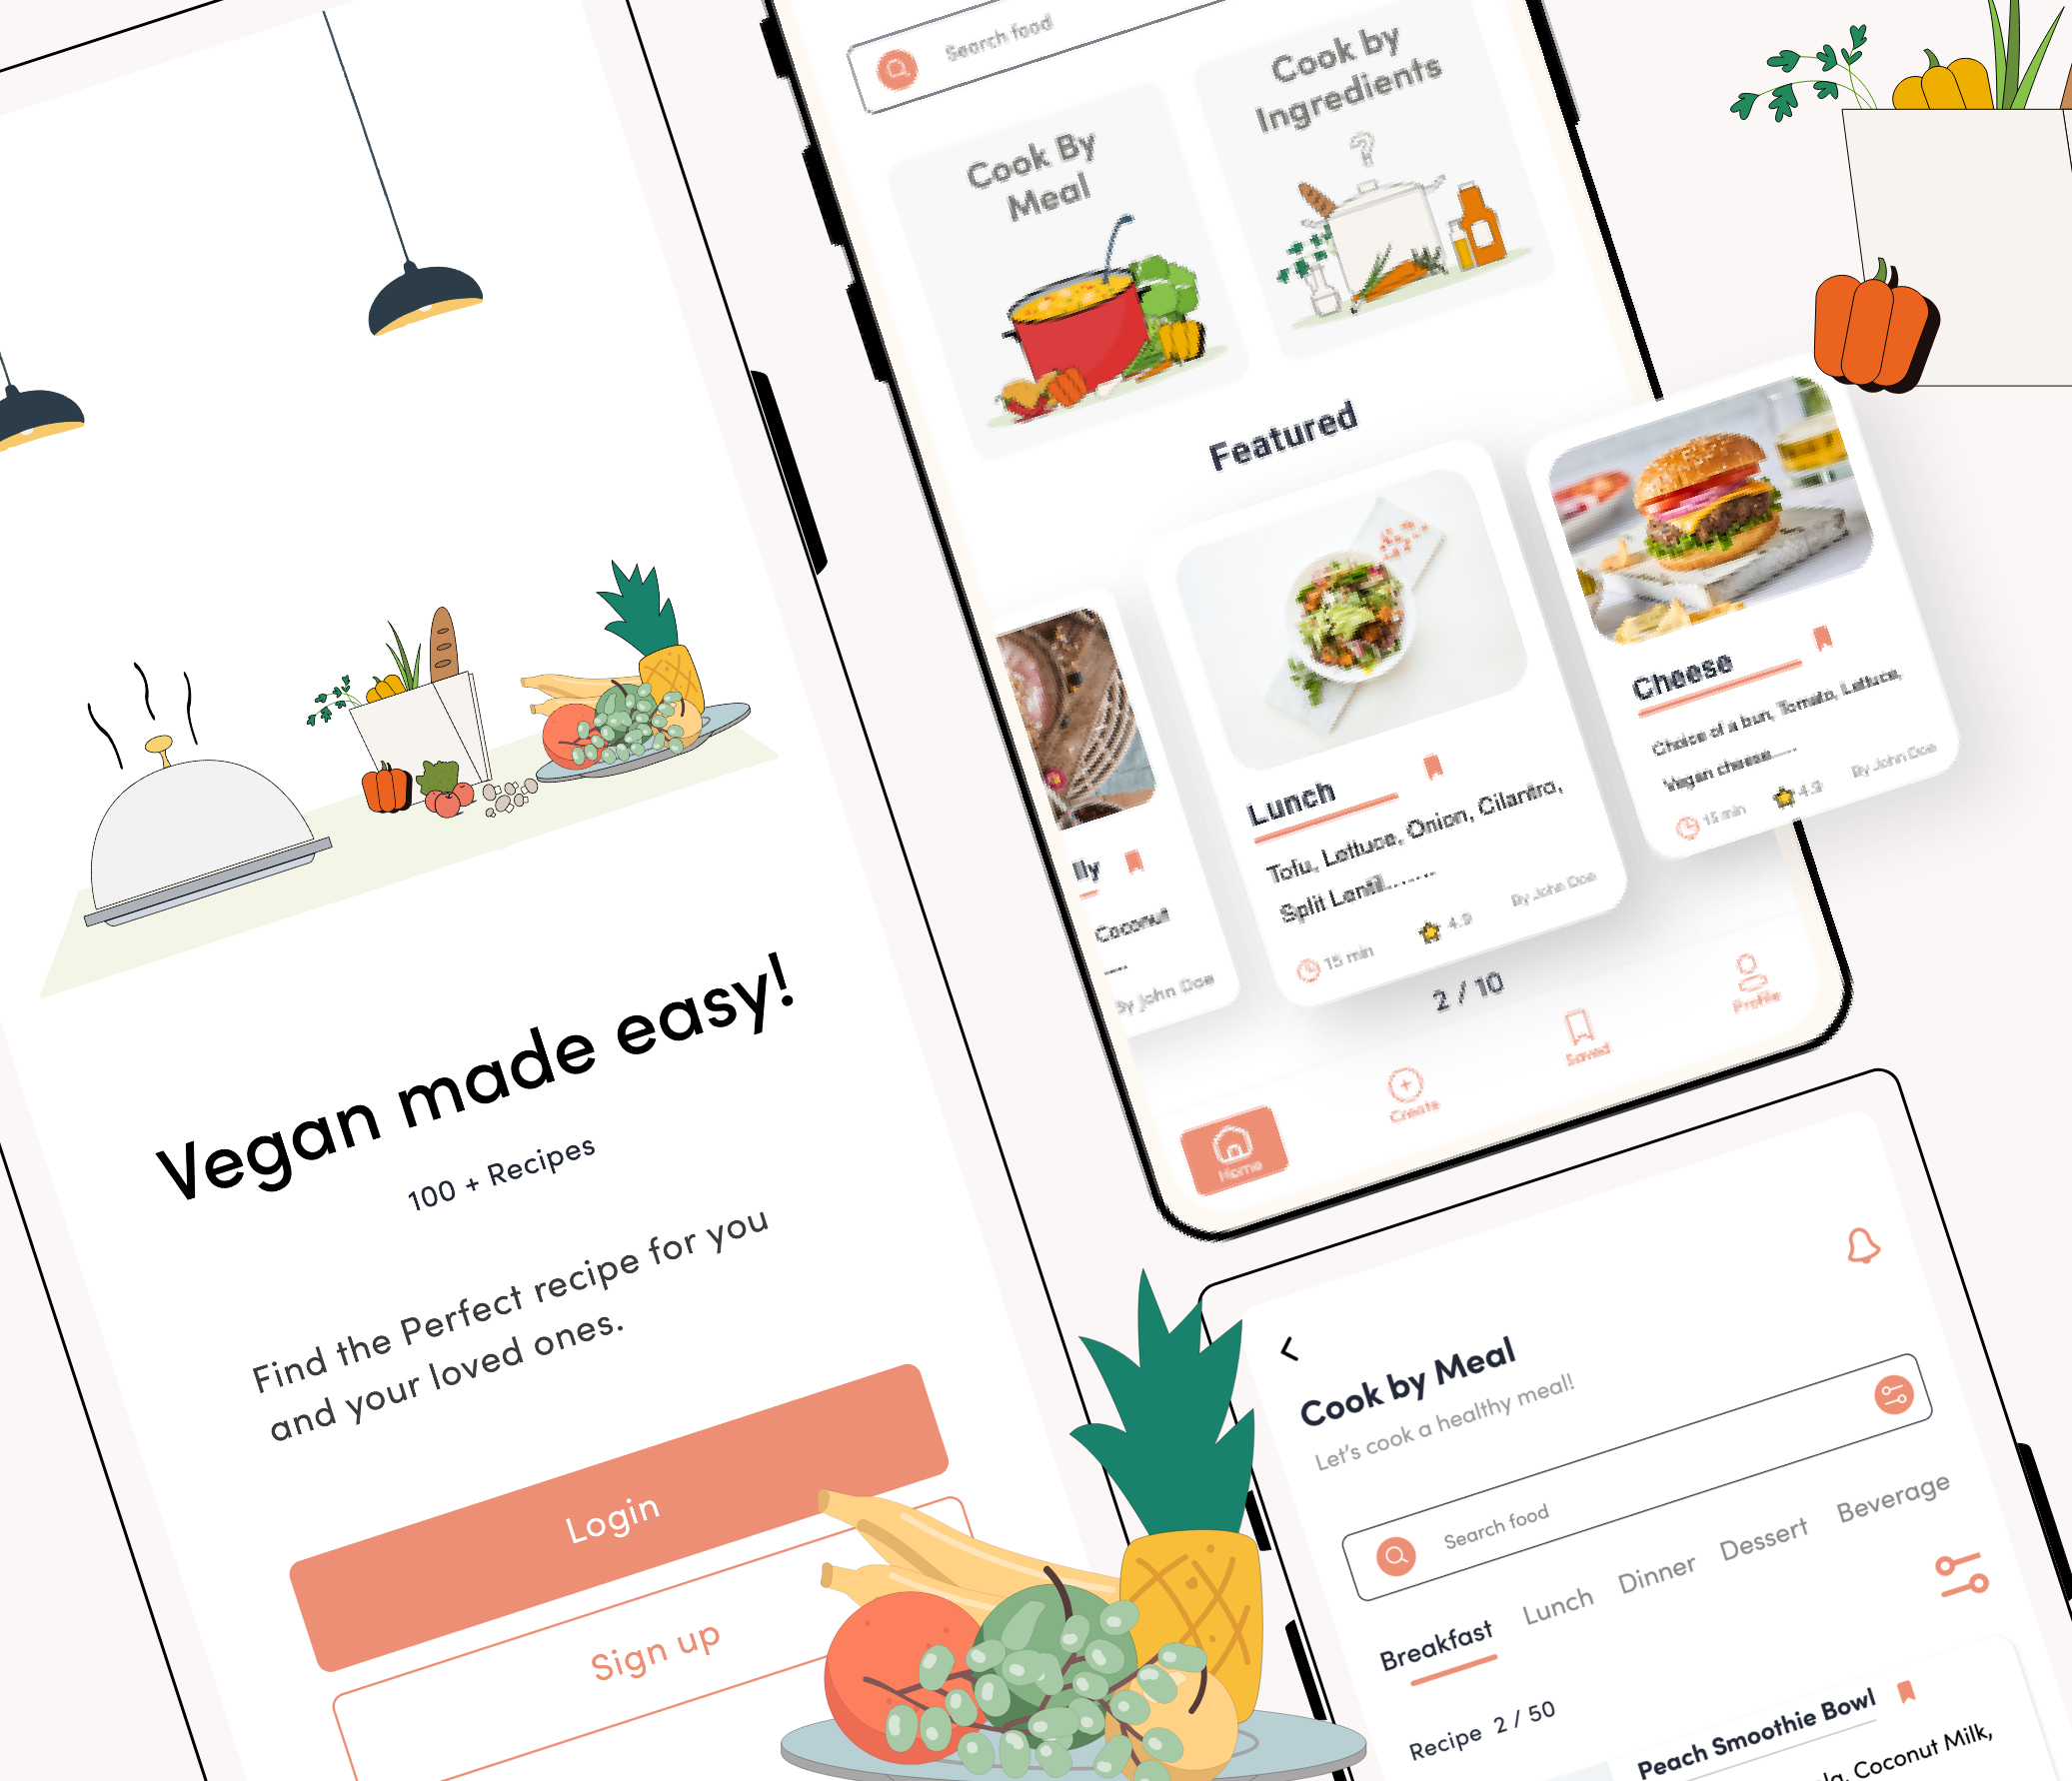 Vegan made easy!
100 + Recipes
Find the Perfect recipe for you
and your loved ones.
Login
Sign up
Search food
Cook By
Meal
Cook by
Ingredients
Featured
lly
Coconut
....
By John Doe
Lunch
Tofu, Lettuce, Onion, Cilantro,
Split Lentil.......
15 min
4.9
By John Doe
Cheese
Choice of a bun, Tomato, Lettuce,
Vegan cheese......
15 min
4.9
By John Doe
2 / 10
Home
Create
Saved
Profile
Cook by Meal
Let's cook a healthy meal!
Search food
Breakfast Lunch Dinner Dessert Beverage
Recipe 2 / 50
Peach Smoothie Bowl
Coconut Milk,